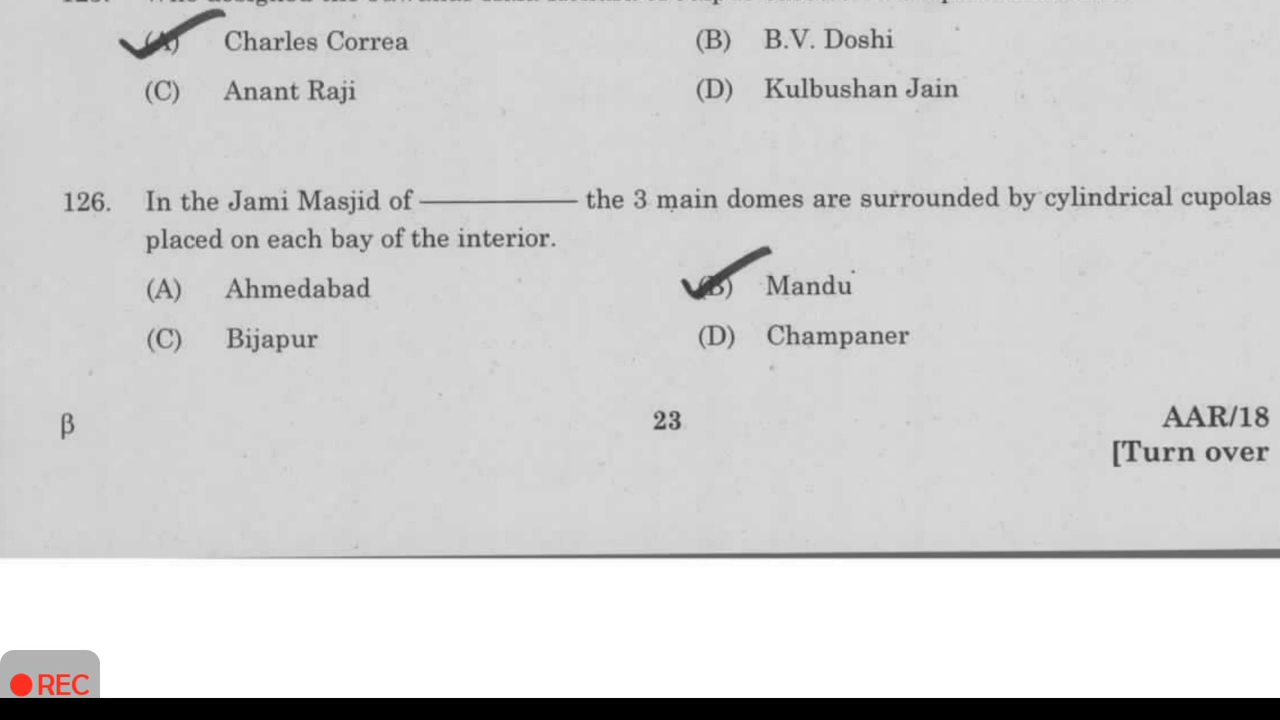 (A) Charles Correa (B) B.V. Doshi
(C) Anant Raji (D) Kulbushan Jain
126. In the Jami Masjid of ———— the 3 main domes are surrounded by cylindrical cupolas
placed on each bay of the interior.
(A) Ahmedabad (B) Mandu
(C) Bijapur (D) Champaner
β 23 AAR/18
[Turn over
REC